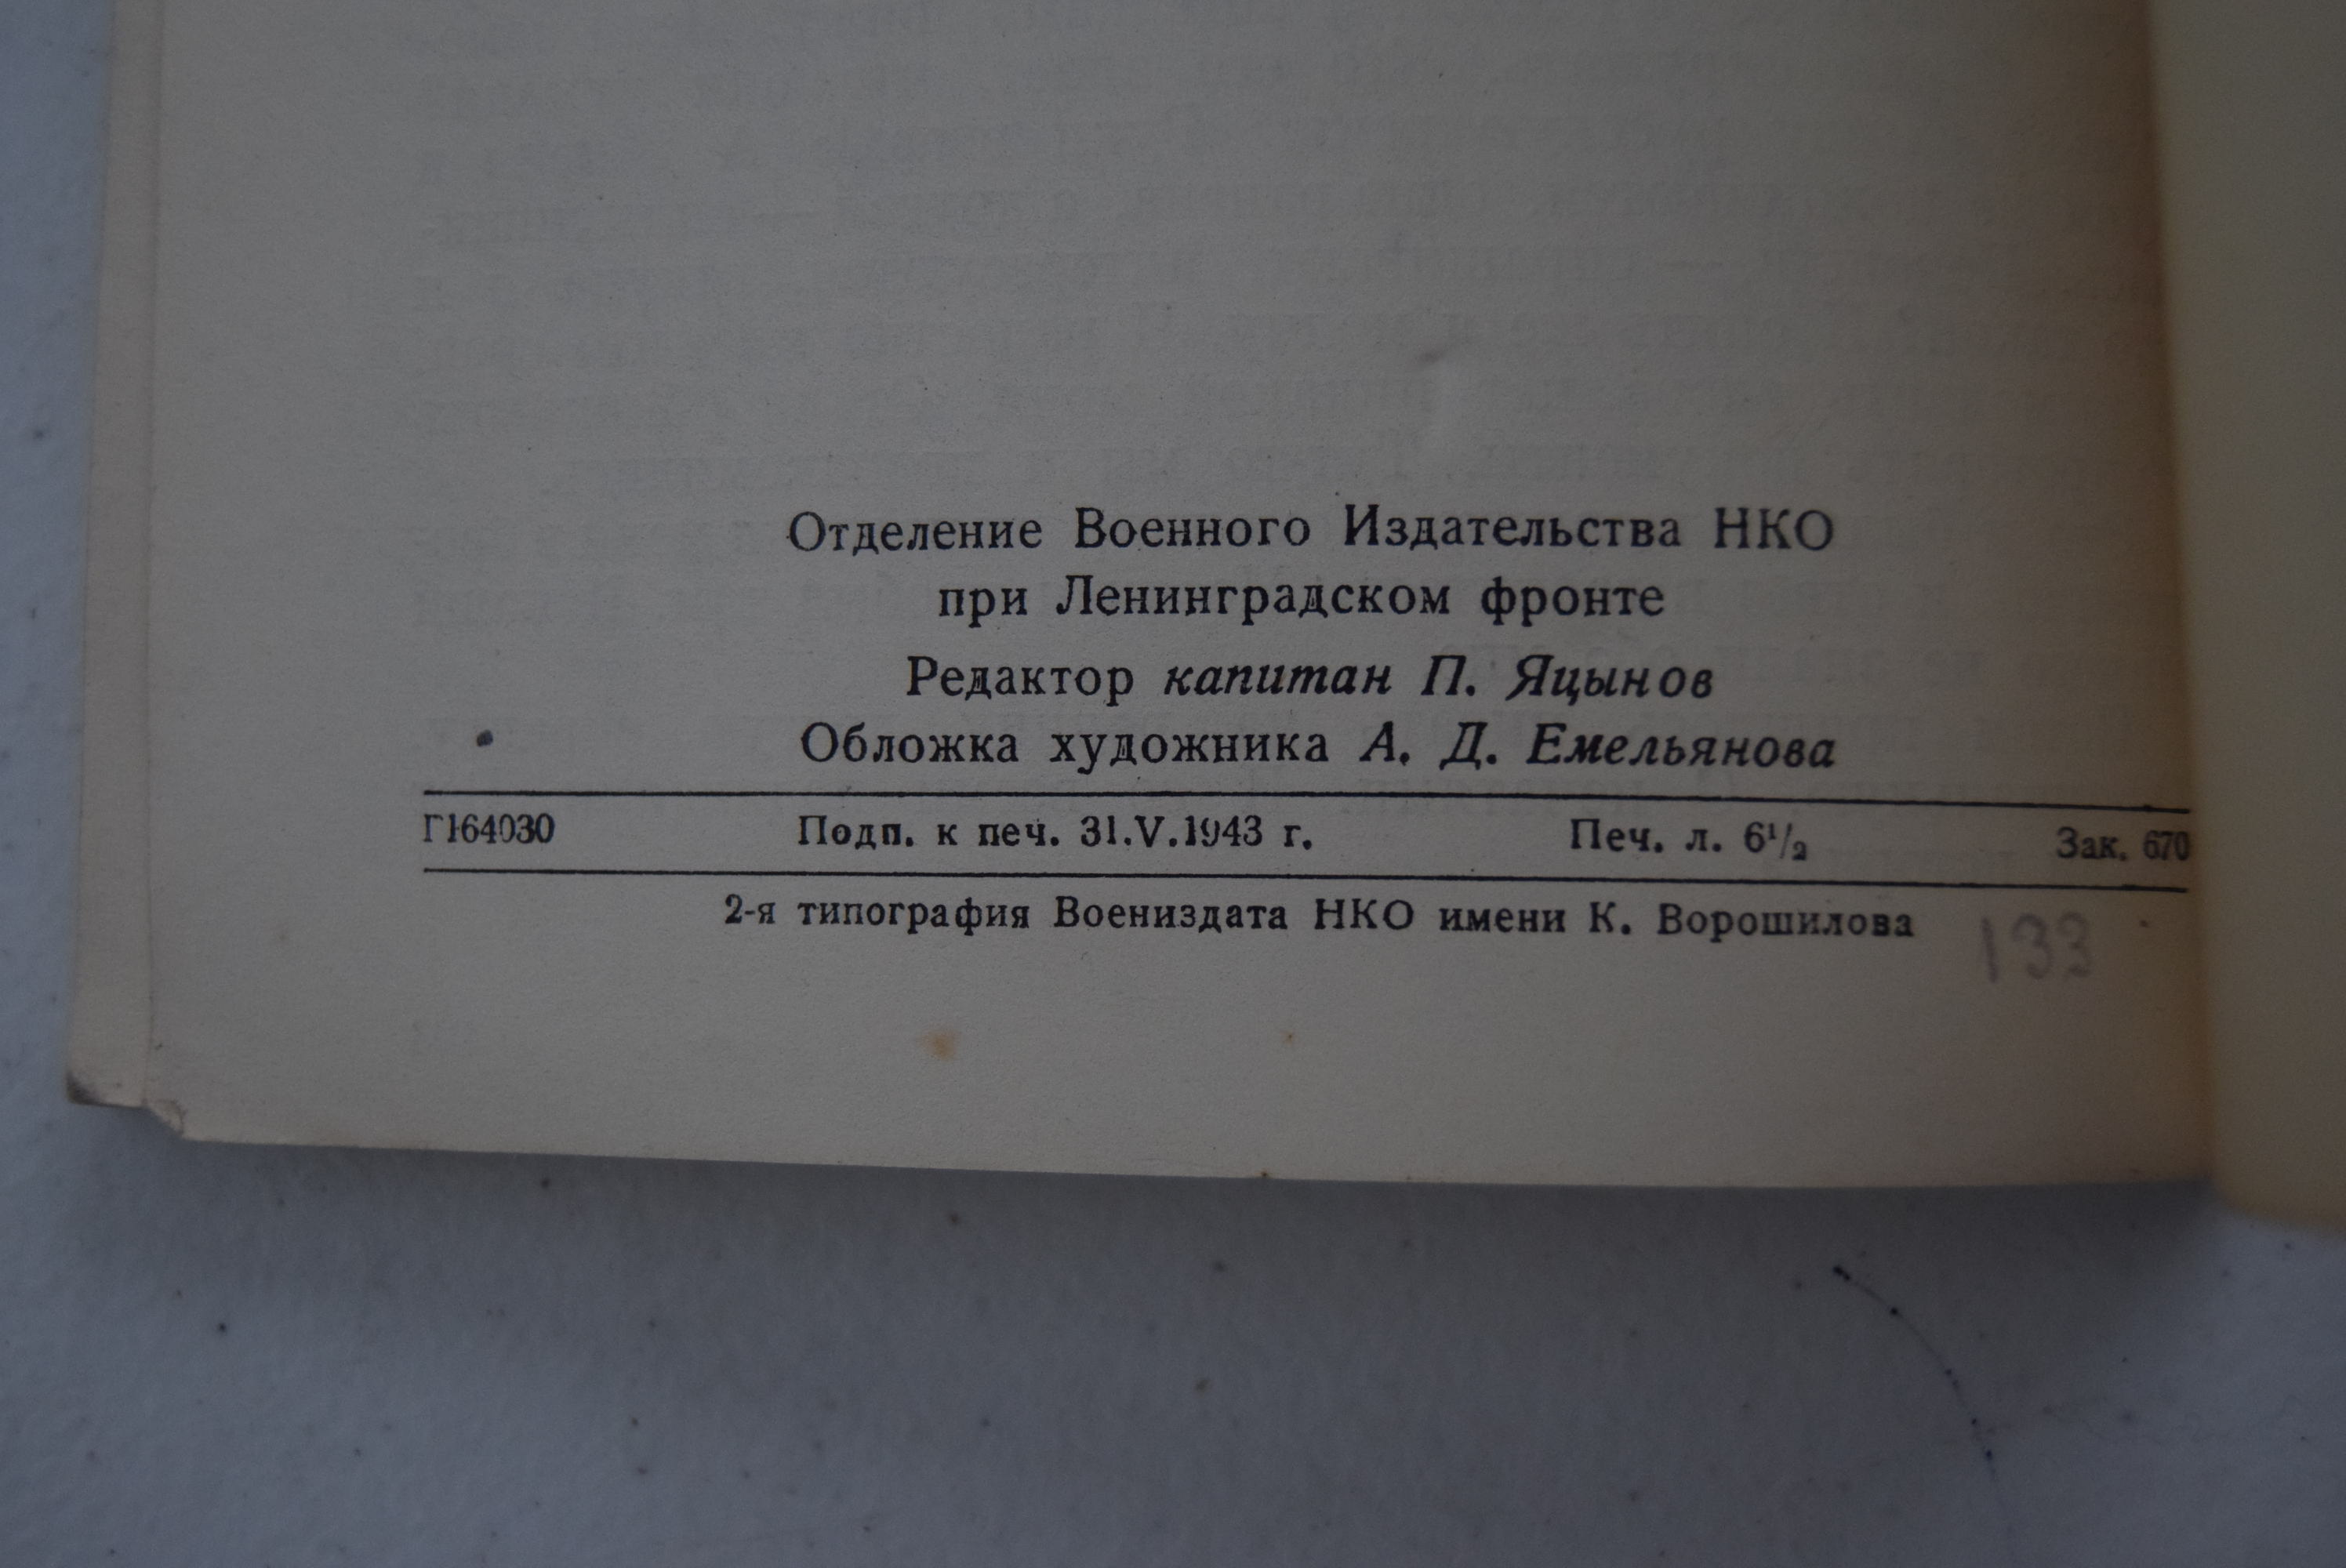 Отделение Военного Издательства НКО
при Ленинградском фронте
Редактор капитан П. Яцынов
Обложка художника А. Д. Емельянова
Г164030 Подп. к печ. 31.V.1943 г. Печ. л. 6¹/₂ Зак. 670
2-я типография Воениздата НКО имени К. Ворошилова
133